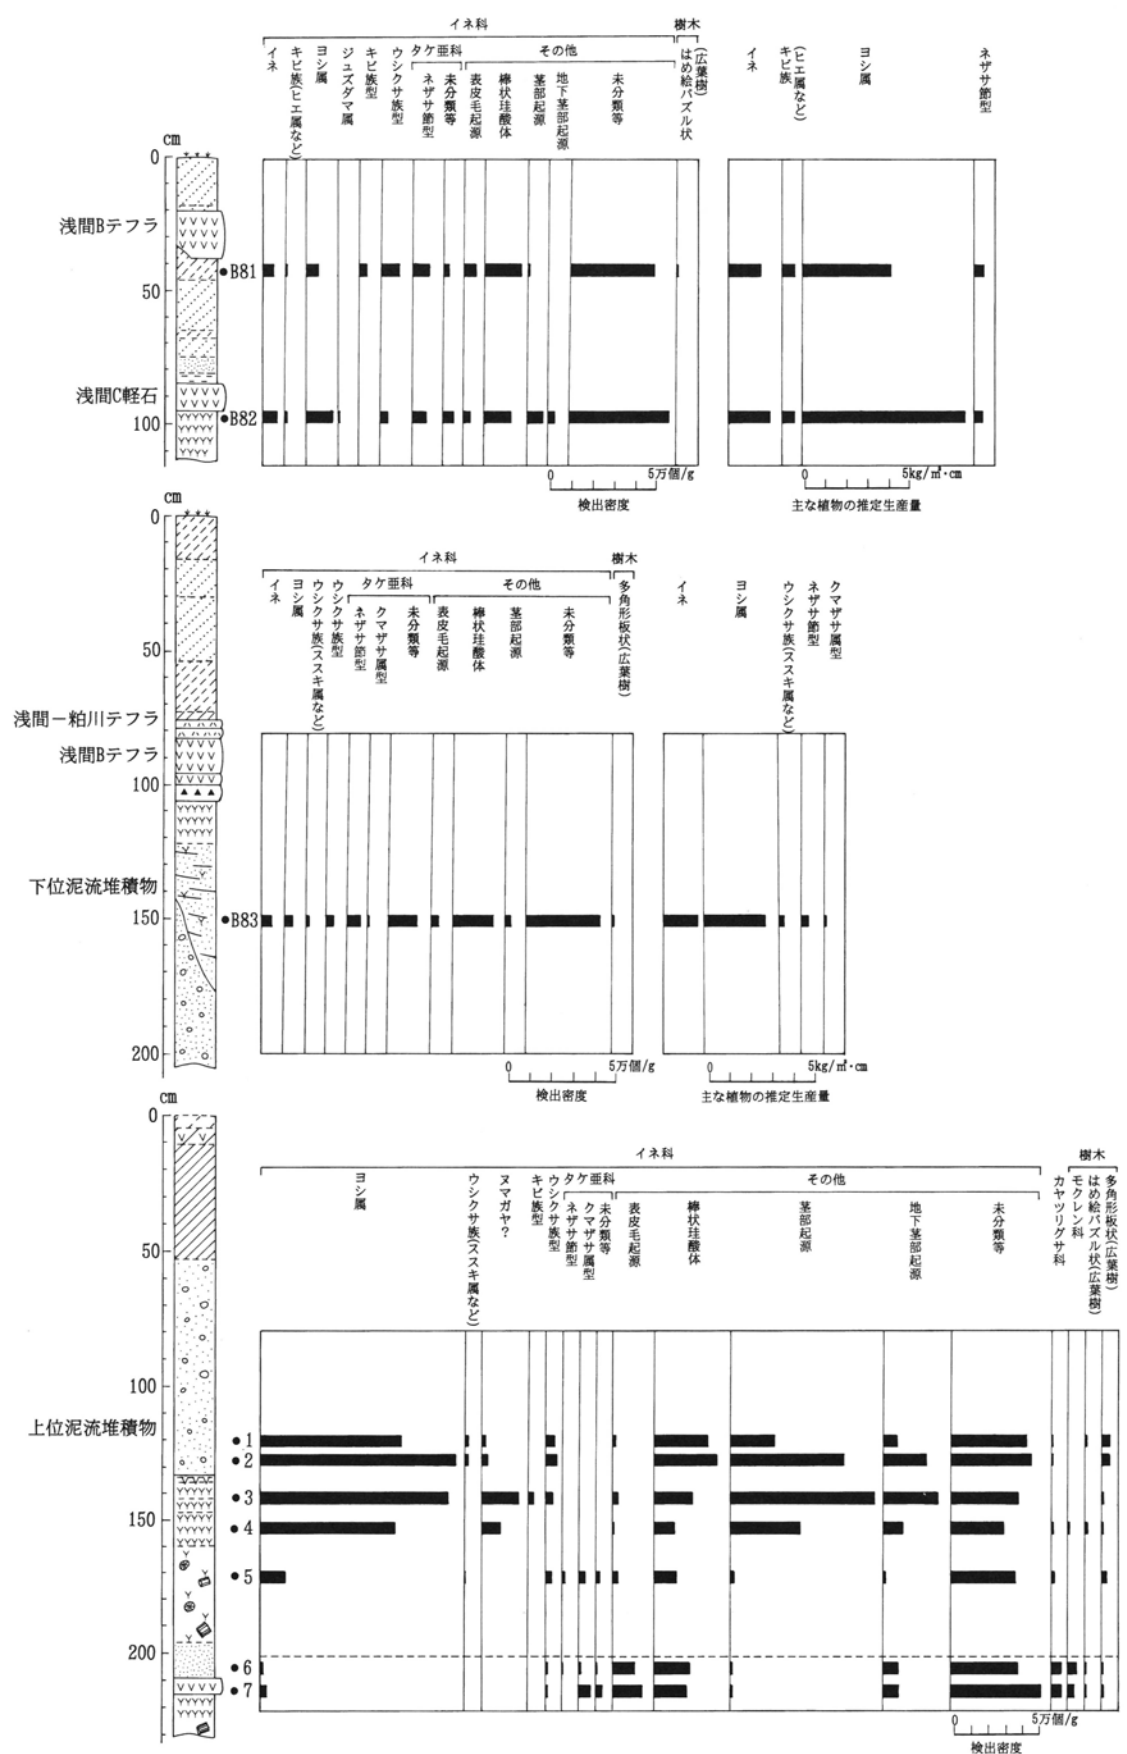 イネ科
樹木
タケ亜科
その他
イネ
キビ族(ヒエ属など)
ヨシ属
ジュズダマ属
キビ族型
ウシクサ族型
ネザサ節型
未分類等
表皮毛起源
棒状珪酸体
茎部起源
地下茎部起源
未分類等
はめ絵パズル状
(広葉樹)
イネ
キビ族
(ヒエ属など)
ヨシ属
ネザサ節型
cm
0
浅間Bテフラ
B81
50
浅間C軽石
100
B82
0 5万個/g
検出密度
0 5kg/㎡・cm
主な植物の推定生産量
cm
0
イネ科
樹木
タケ亜科
その他
イネ
ヨシ属
ウシクサ族(ススキ属など)
ウシクサ族型
ネザサ節型
クマザサ属型
未分類等
表皮毛起源
棒状珪酸体
茎部起源
未分類等
多角形板状(広葉樹)
イネ
ヨシ属
ウシクサ族(ススキ属など)
ネザサ節型
クマザサ属型
50
浅間-粕川テフラ
浅間Bテフラ
100
下位泥流堆積物
150
B83
200
0 5万個/g
検出密度
0 5kg/㎡・cm
主な植物の推定生産量
cm
0
イネ科
樹木
タケ亜科
その他
ヨシ属
ウシクサ族(ススキ属など)
ヌマガヤ?
キビ族型
ウシクサ族型
ネザサ節型
クマザサ属型
未分類等
表皮毛起源
棒状珪酸体
茎部起源
地下茎部起源
未分類等
カヤツリグサ科
モクレン科
はめ絵パズル状(広葉樹)
多角形板状(広葉樹)
50
100
上位泥流堆積物
1
2
3
150
4
5
200
6
7
0 5万個/g
検出密度